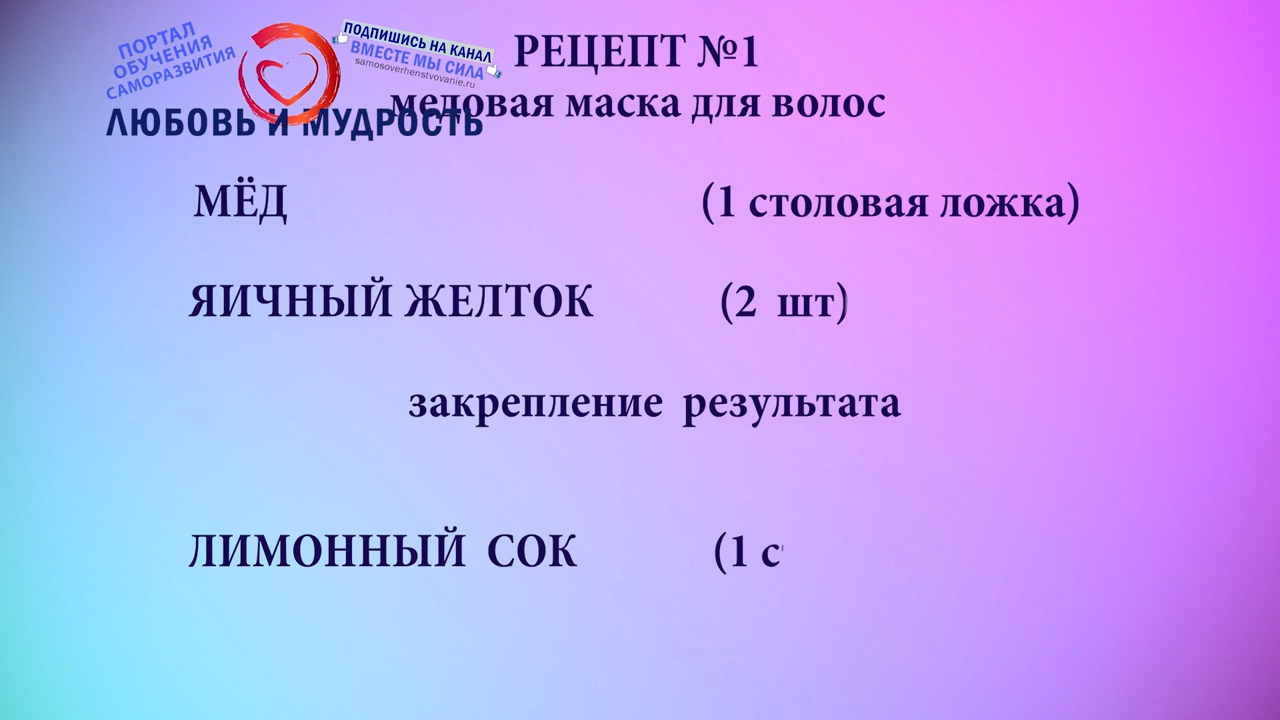 ПОРТАЛ
ОБУЧЕНИЯ
САМОРАЗВИТИЯ
ПОДПИШИСЬ НА КАНАЛ
ВМЕСТЕ МЫ СИЛА
samosoverhenstvovanie.ru
ЛЮБОВЬ И МУДРОСТЬ
РЕЦЕПТ №1
медовая маска для волос
МЁД (1 столовая ложка)
ЯИЧНЫЙ ЖЕЛТОК (2 шт)
закрепление результата
ЛИМОННЫЙ СОК (1 с